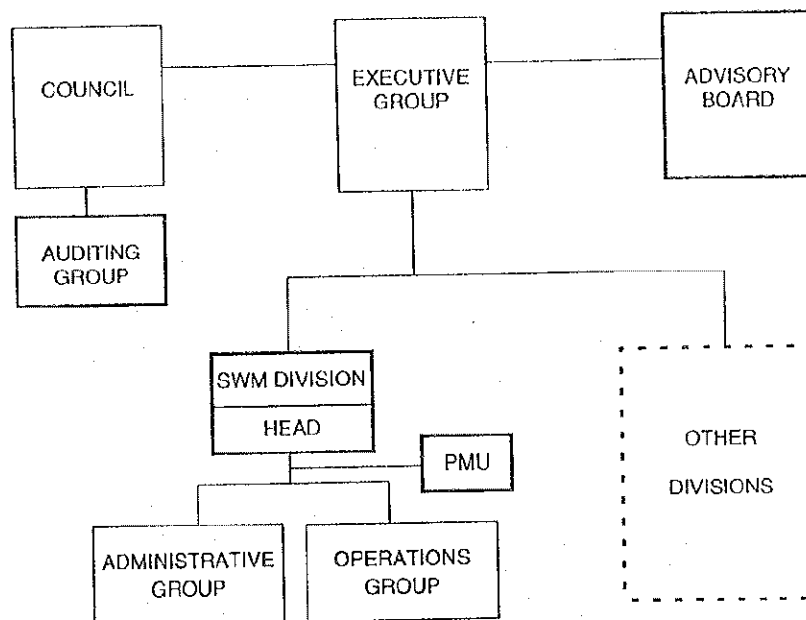 COUNCIL
EXECUTIVE
GROUP
ADVISORY
BOARD
AUDITING
GROUP
SWM DIVISION
HEAD
PMU
OTHER
DIVISIONS
ADMINISTRATIVE
GROUP
OPERATIONS
GROUP